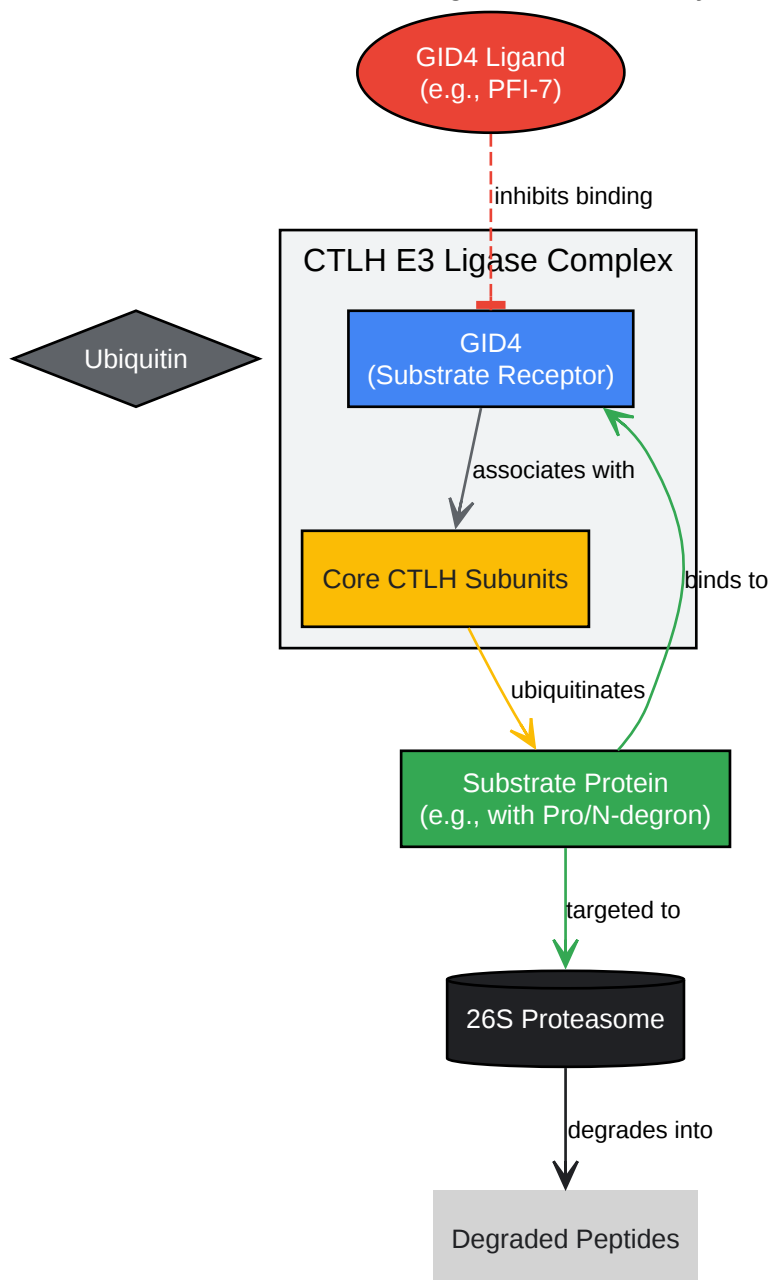 GID4 Ligand
(e.g., PFI-7)
inhibits binding
CTLH E3 Ligase Complex
Ubiquitin
GID4
(Substrate Receptor)
associates with
binds to
Core CTLH Subunits
ubiquitinates
Substrate Protein
(e.g., with Pro/N-degron)
targeted to
26S Proteasome
degrades into
Degraded Peptides